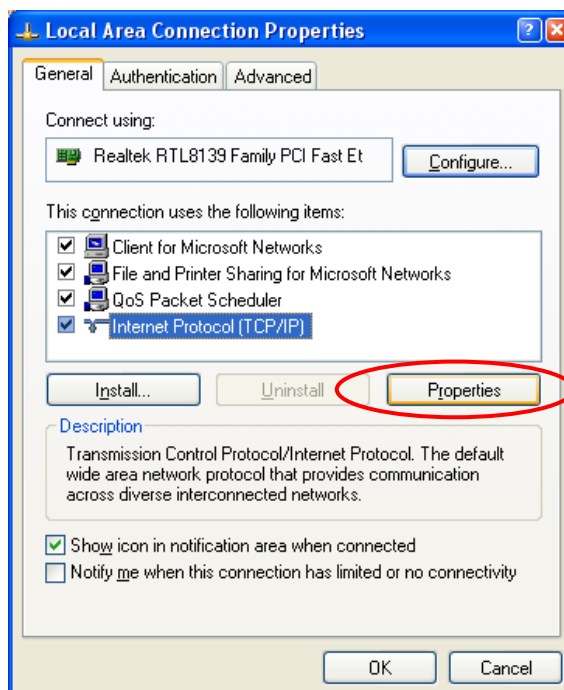 Local Area Connection Properties
General Authentication Advanced
Connect using:
Realtek RTL8139 Family PCI Fast Et
Configure...
This connection uses the following items:
Client for Microsoft Networks
File and Printer Sharing for Microsoft Networks
QoS Packet Scheduler
Internet Protocol (TCP/IP)
Install... Uninstall Properties
Description
Transmission Control Protocol/Internet Protocol. The default
wide area network protocol that provides communication
across diverse interconnected networks.
Show icon in notification area when connected
Notify me when this connection has limited or no connectivity
OK Cancel